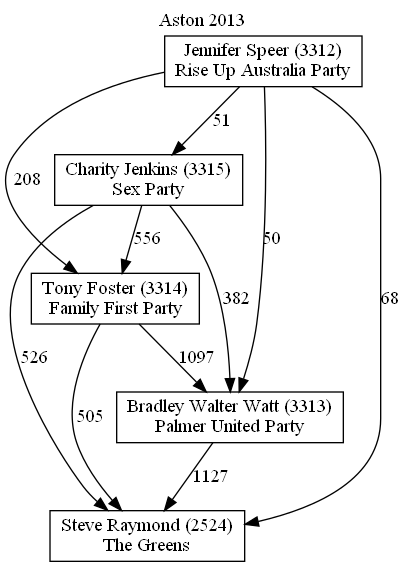 Aston 2013
Jennifer Speer (3312)
Rise Up Australia Party
51
Charity Jenkins (3315)
Sex Party
208
556
50
Tony Foster (3314)
Family First Party
382
68
526
1097
Bradley Walter Watt (3313)
Palmer United Party
505
1127
Steve Raymond (2524)
The Greens